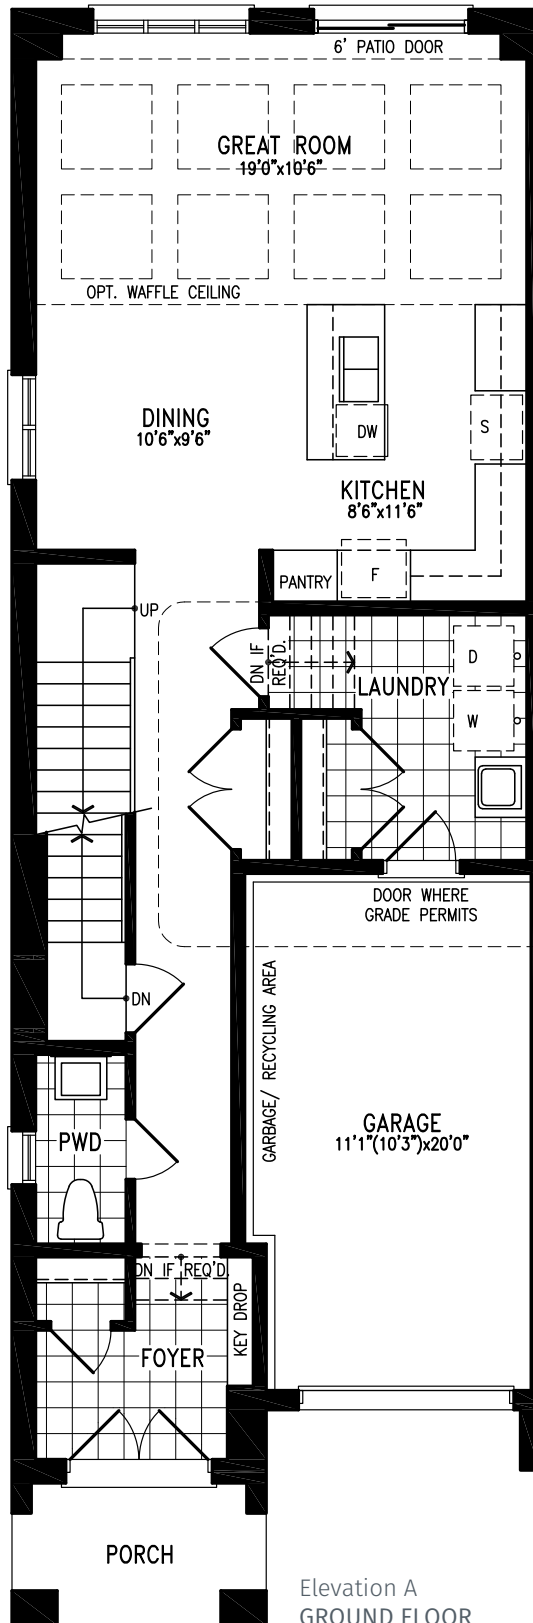 6' PATIO DOOR
GREAT ROOM
19'0"x10'6"
OPT. WAFFLE CEILING
DINING
10'6"x9'6"
DW
S
KITCHEN
8'6"x11'6"
PANTRY
F
UP
DN IF
REQ'D.
LAUNDRY
D
W
DOOR WHERE
GRADE PERMITS
DN
GARBAGE/ RECYCLING AREA
PWD
GARAGE
11'1"(10'3")x20'0"
DN IF REQ'D.
KEY DROP
FOYER
PORCH
Elevation A
GROUND FLOOR